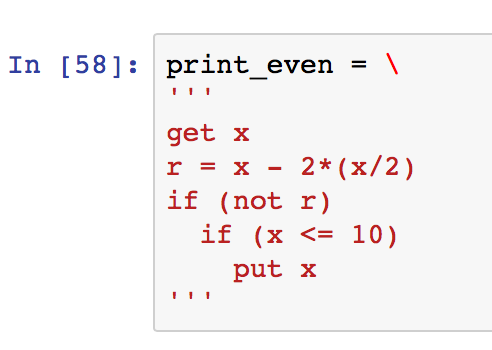 In [58]: print_even = \
'''
get x
r = x - 2*(x/2)
if (not r)
  if (x <= 10)
    put x
'''